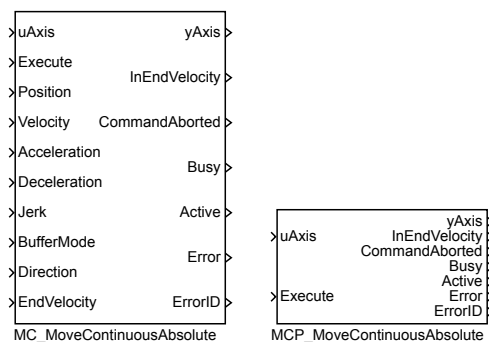 uAxis
Execute
Position
Velocity
Acceleration
Deceleration
Jerk
BufferMode
Direction
EndVelocity
yAxis
InEndVelocity
CommandAborted
Busy
Active
Error
ErrorID
MC_MoveContinuousAbsolute
uAxis
Execute
yAxis
InEndVelocity
CommandAborted
Busy
Active
Error
ErrorID
MCP_MoveContinuousAbsolute